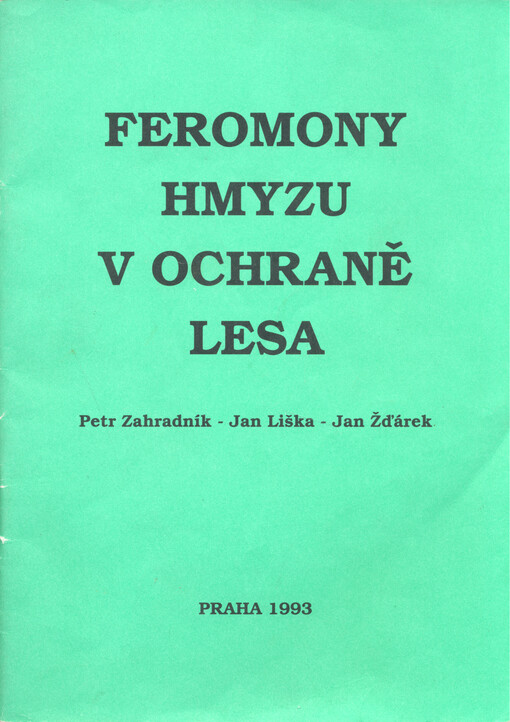 FEROMONY
HMYZU
V OCHRANĚ
LESA
Petr Zahradník - Jan Liška - Jan Žďárek
PRAHA 1993